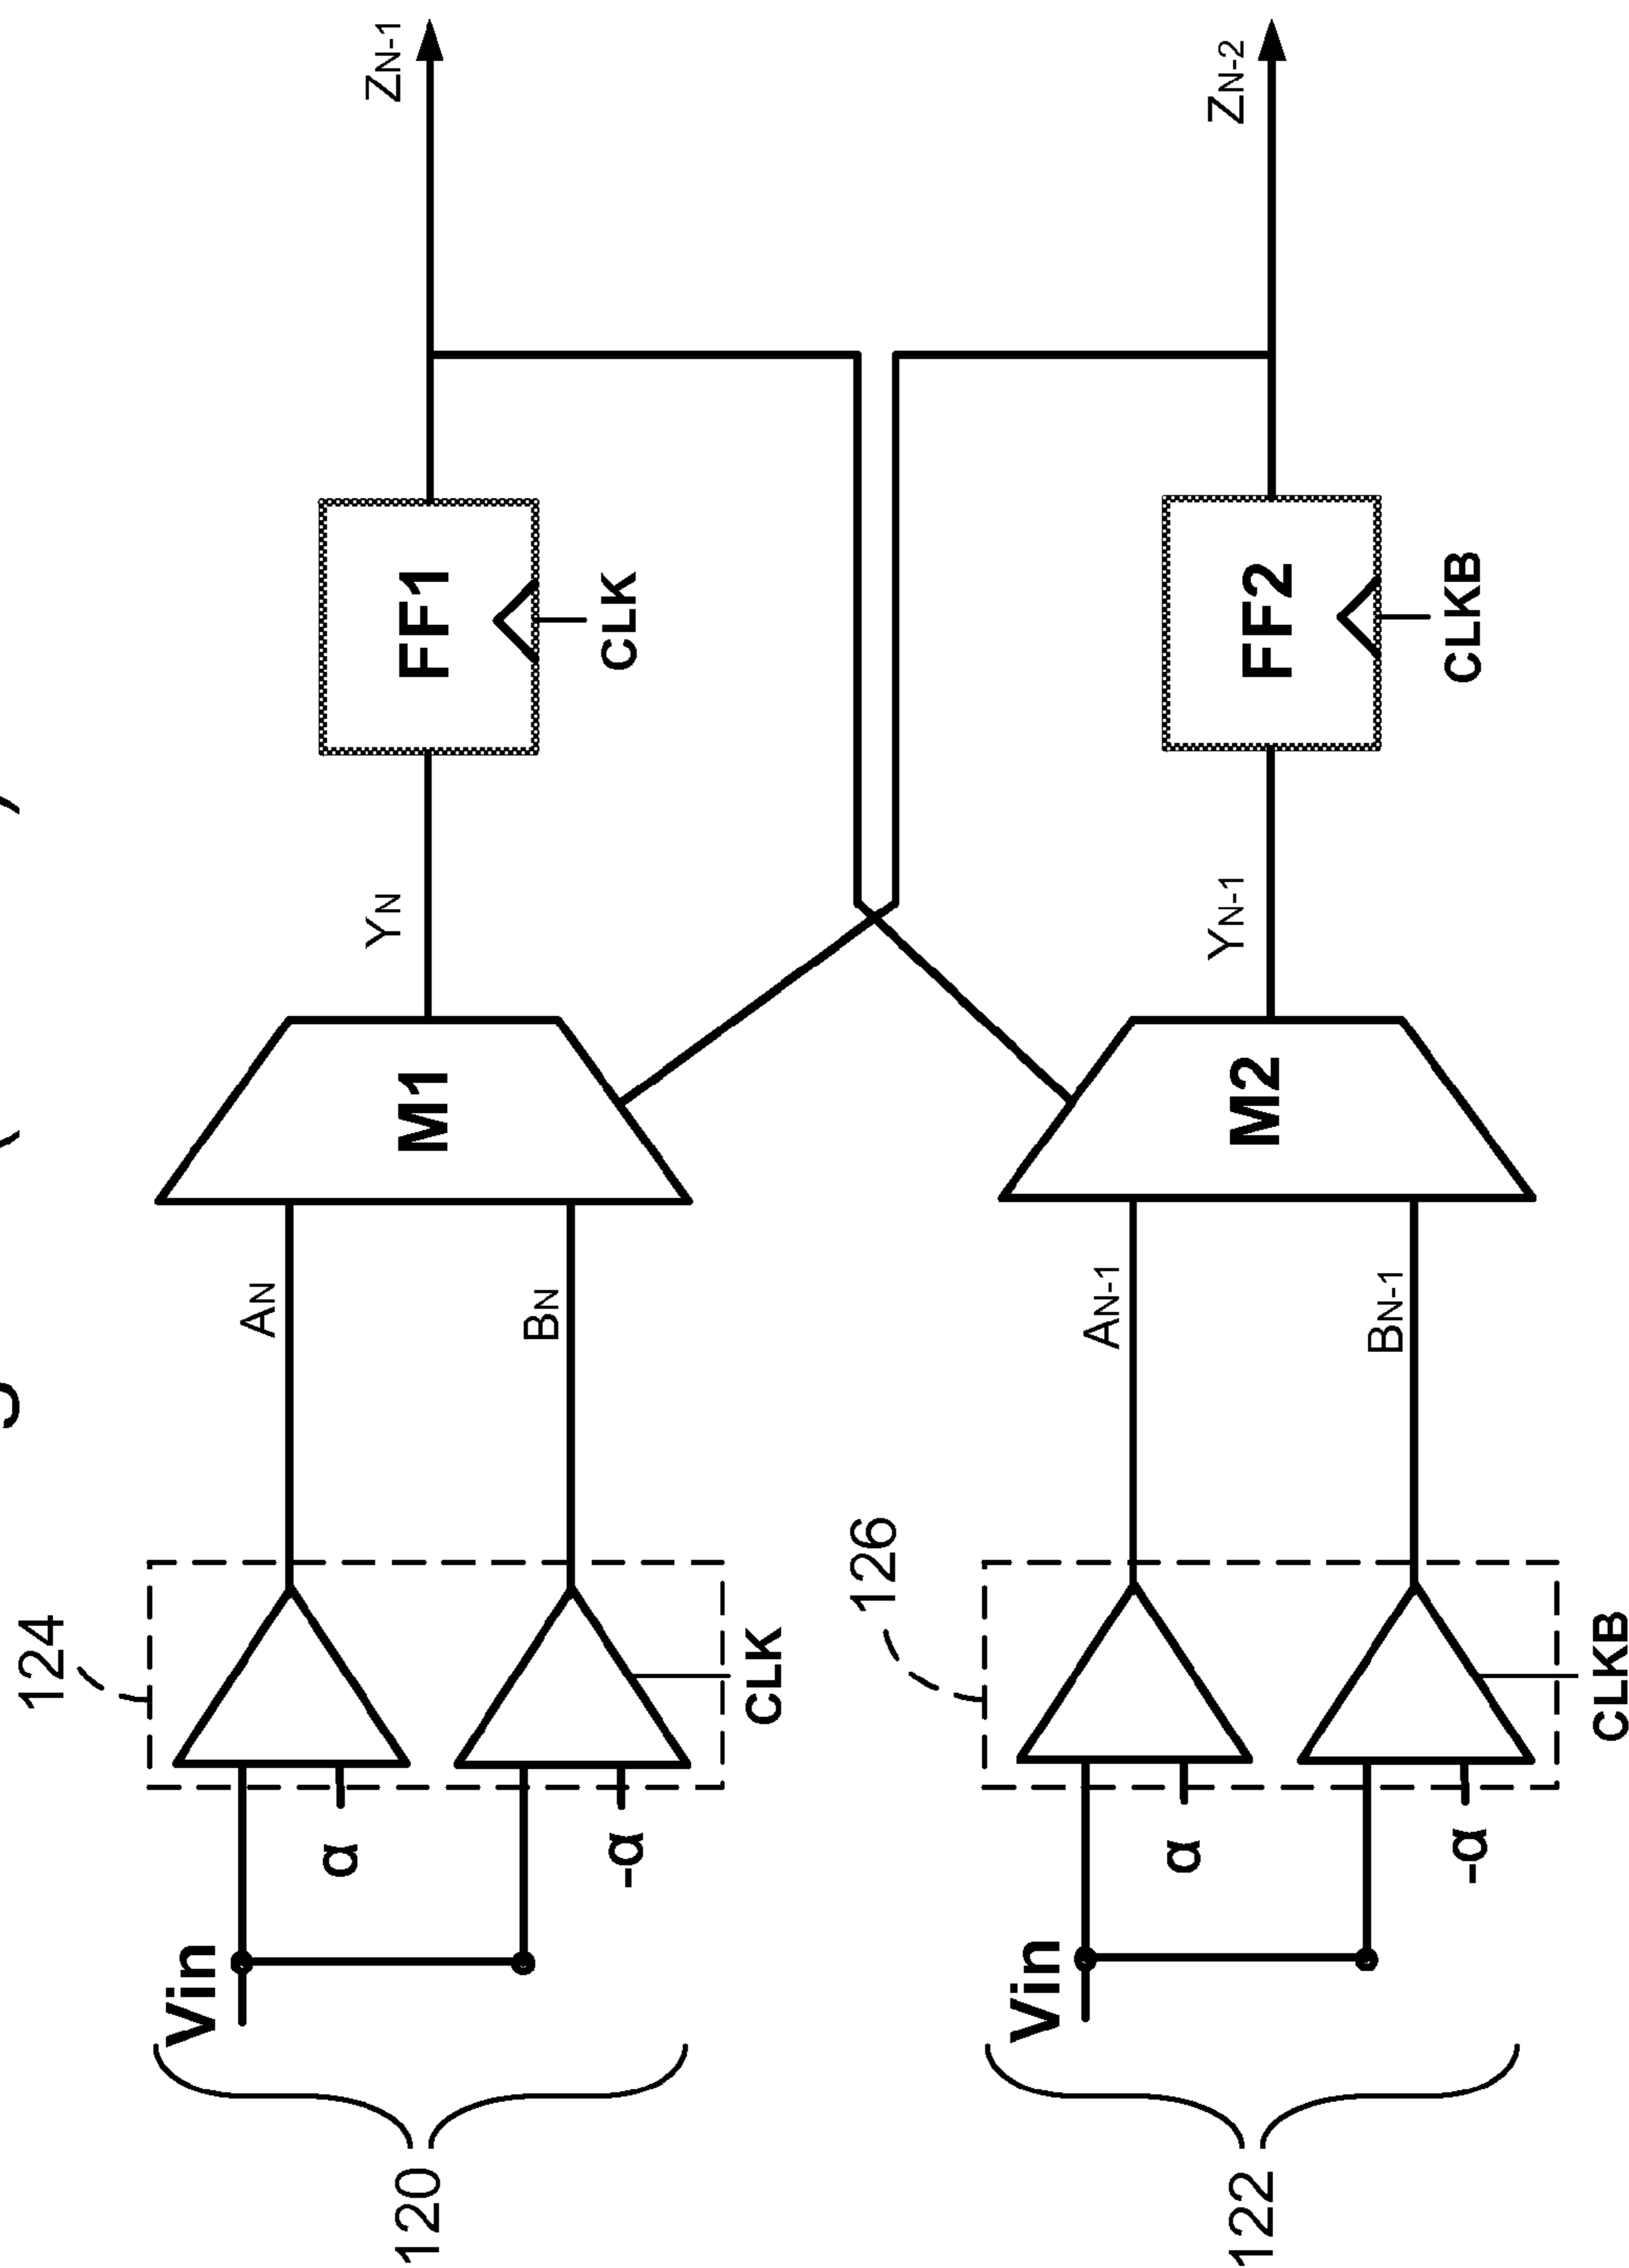 124
Vin
α
-α
CLK
AN
BN
M1
YN
FF1
CLK
ZN-1
120
126
Vin
α
-α
CLKB
AN-1
BN-1
M2
YN-1
FF2
CLKB
ZN-2
122